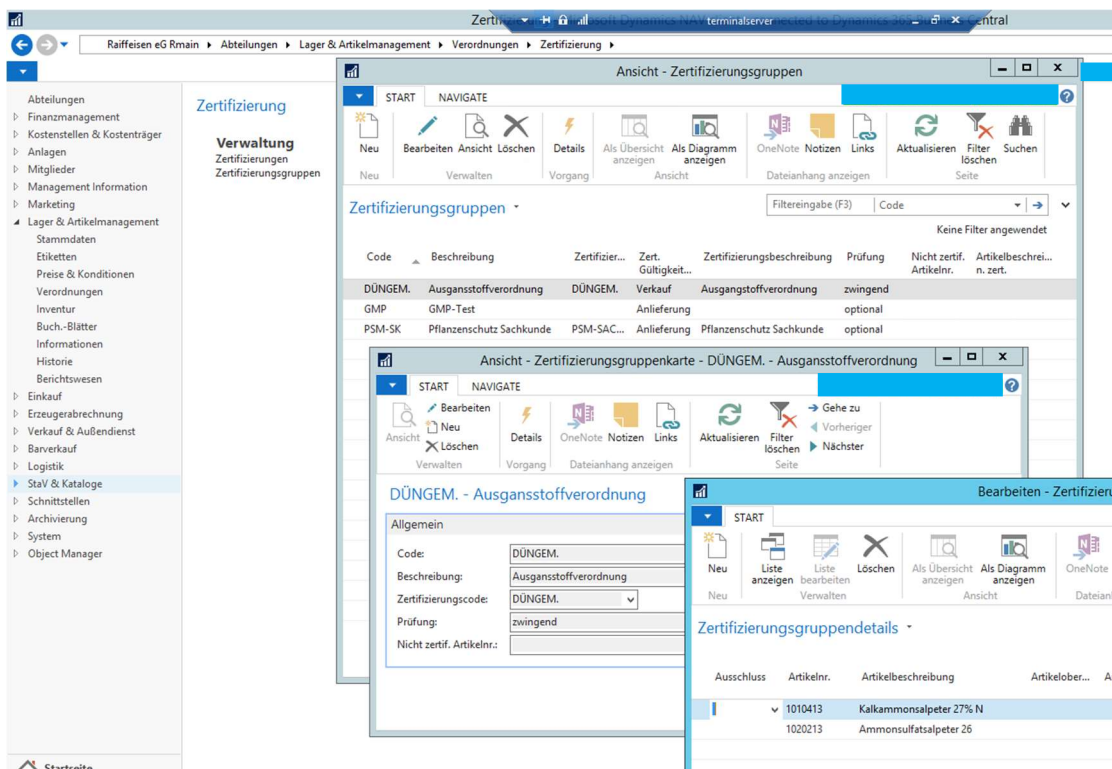 Zertifizierung
terminalserver
Central
Raiffeisen eG Rmain ▸ Abteilungen ▸ Lager & Artikelmanagement ▸ Verordnungen ▸ Zertifizierung ▸
Abteilungen
Finanzmanagement
Kostenstellen & Kostenträger
Anlagen
Mitglieder
Management Information
Marketing
Lager & Artikelmanagement
Stammdaten
Etiketten
Preise & Konditionen
Verordnungen
Inventur
Buch.-Blätter
Informationen
Historie
Berichtswesen
Einkauf
Erzeugerabrechnung
Verkauf & Außendienst
Barverkauf
Logistik
StaV & Kataloge
Schnittstellen
Archivierung
System
Object Manager
Startseite
Zertifizierung
Verwaltung
Zertifizierungen
Zertifizierungsgruppen
Ansicht - Zertifizierungsgruppen
START NAVIGATE
Neu Bearbeiten Ansicht Löschen Details Als Übersicht anzeigen Als Diagramm anzeigen OneNote Notizen Links Aktualisieren Filter löschen Suchen
Neu Verwalten Vorgang Ansicht Dateianhang anzeigen Seite
Zertifizierungsgruppen
Filtereingabe (F3) Code
Keine Filter angewendet
Code Beschreibung Zertifizier... Zert. Gültigkeit... Zertifizierungsbeschreibung Prüfung Nicht zertif. Artikelnr. Artikelbeschrei... n. zert.
DÜNGEM. Ausgansstoffverordnung DÜNGEM. Verkauf Ausgangstoffverordnung zwingend
GMP GMP-Test Anlieferung optional
PSM-SK Pflanzenschutz Sachkunde PSM-SAC... Anlieferung Pflanzenschutz Sachkunde optional
Ansicht - Zertifizierungsgruppenkarte - DÜNGEM. - Ausgansstoffverordnung
START NAVIGATE
Ansicht Bearbeiten Neu Löschen Details OneNote Notizen Links Aktualisieren Filter löschen Gehe zu Vorheriger Nächster
Verwalten Vorgang Dateianhang anzeigen Seite
DÜNGEM. - Ausgansstoffverordnung
Allgemein
Code: DÜNGEM.
Beschreibung: Ausgansstoffverordnung
Zertifizierungscode: DÜNGEM.
Prüfung: zwingend
Nicht zertif. Artikelnr.:
Bearbeiten - Zertifizieru
START
Neu Liste anzeigen Liste bearbeiten Löschen Als Übersicht anzeigen Als Diagramm anzeigen OneNote
Neu Verwalten Ansicht Dateianh
Zertifizierungsgruppendetails
Ausschluss Artikelnr. Artikelbeschreibung Artikelober... A
1010413 Kalkammonsalpeter 27% N
1020213 Ammonsulfatsalpeter 26